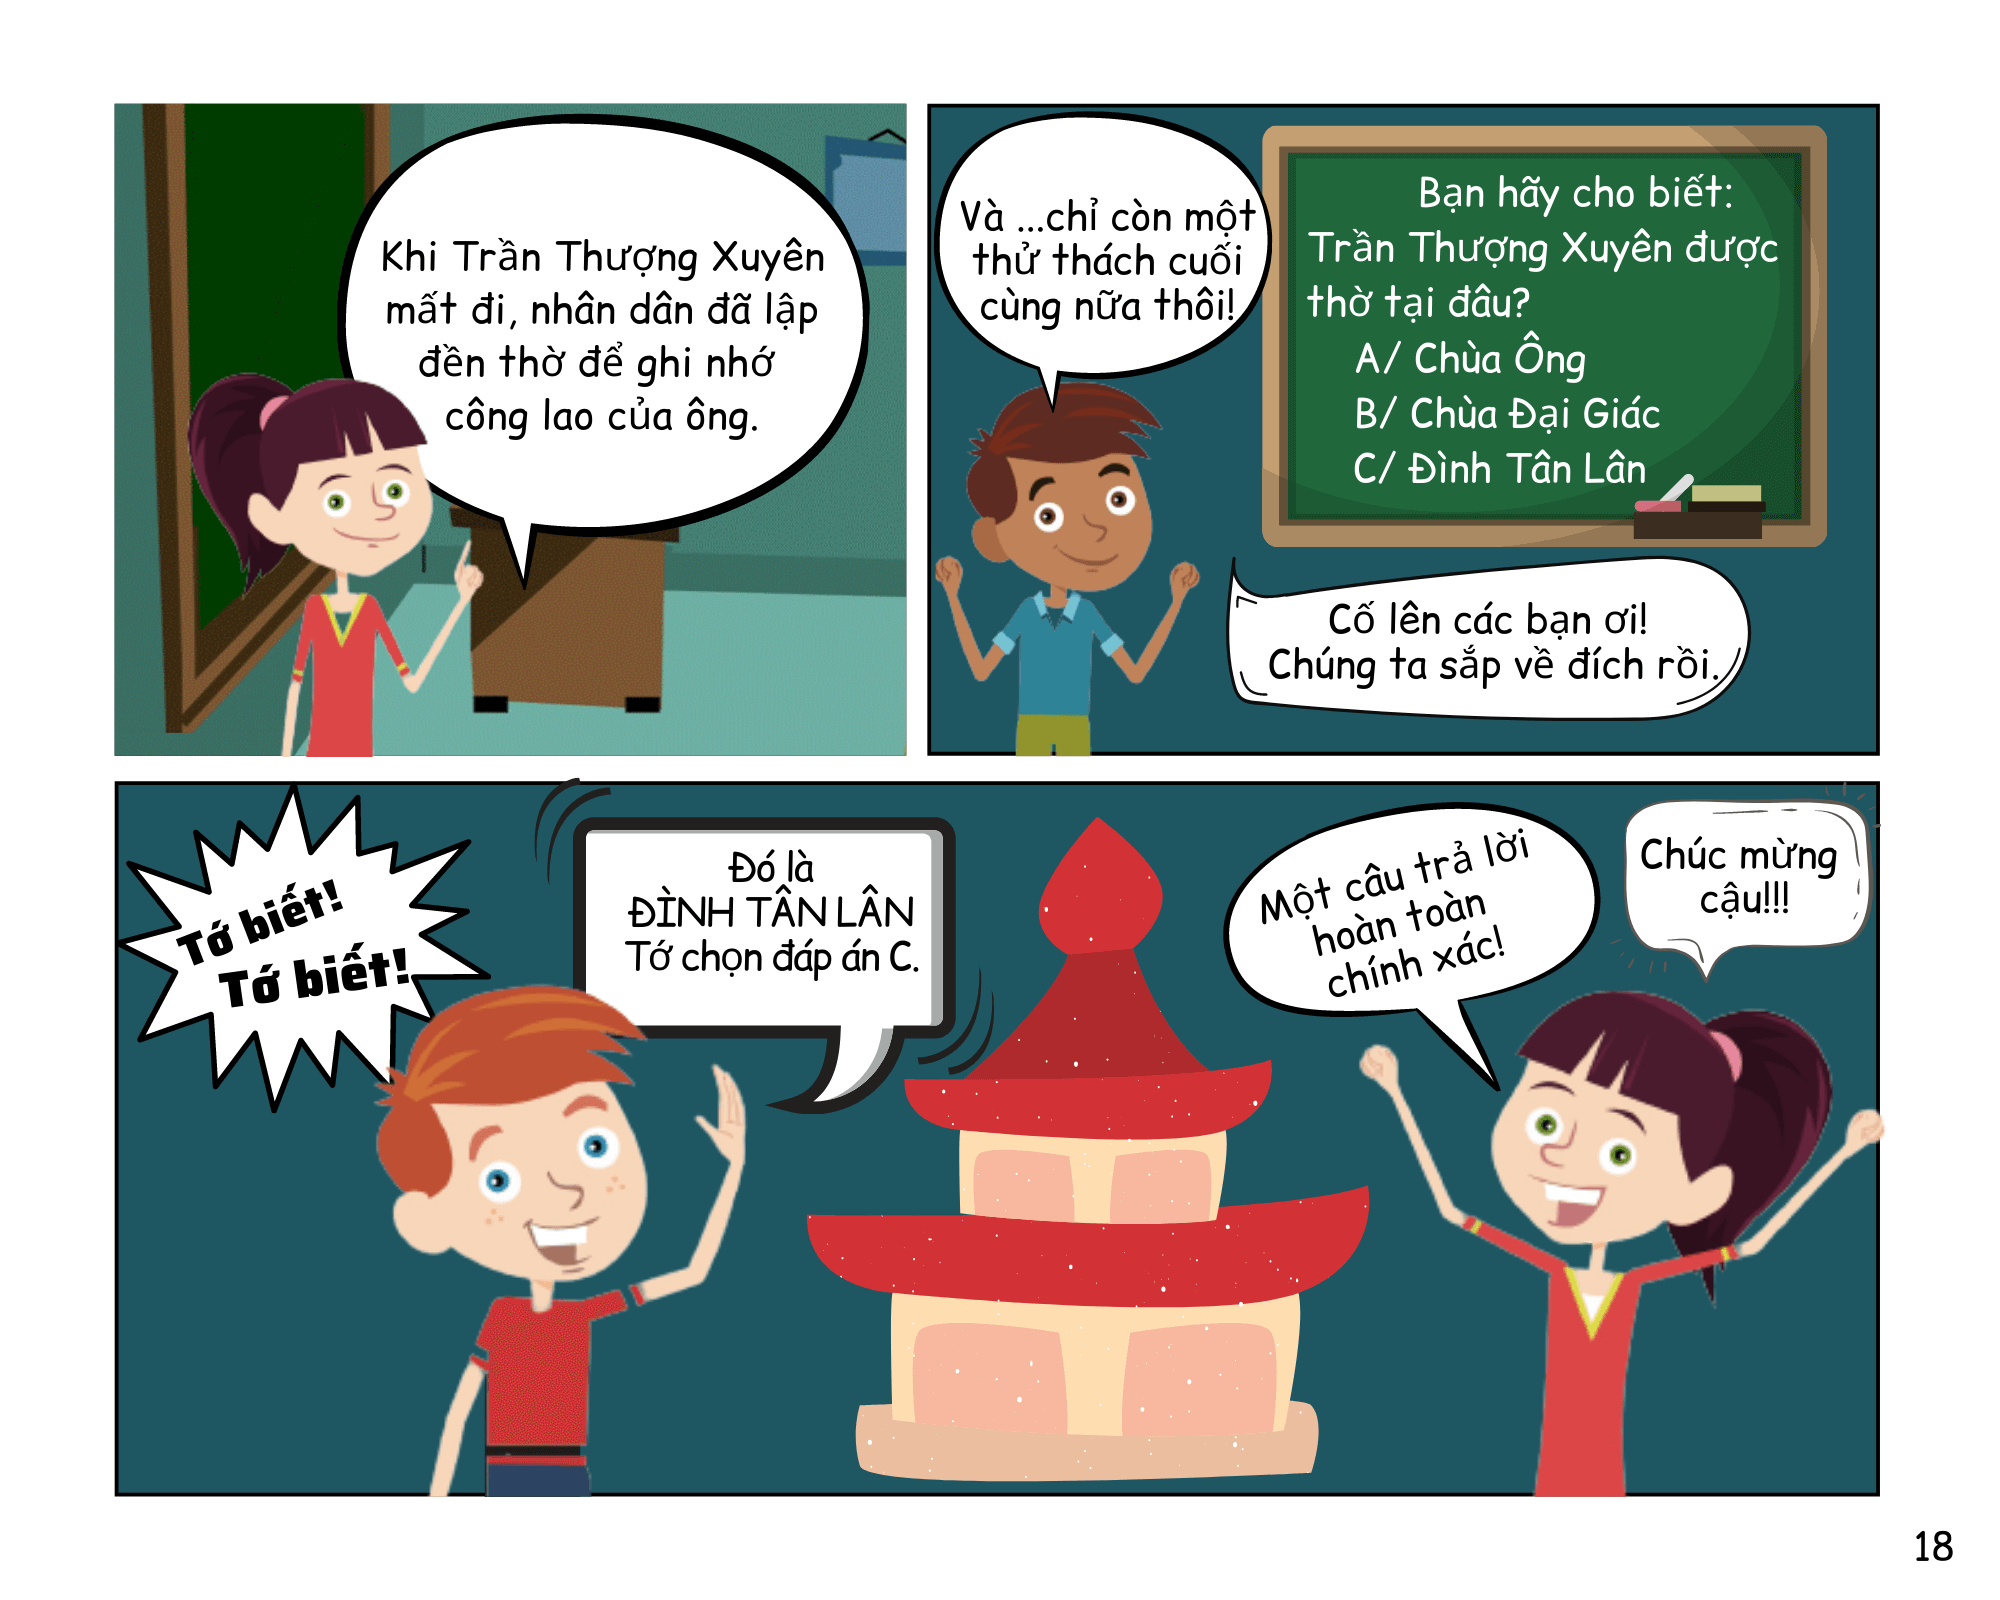 Khi Trần Thượng Xuyên
mất đi, nhân dân đã lập
đền thờ để ghi nhớ
công lao của ông.
Và ...chỉ còn một
thử thách cuối
cùng nữa thôi!
Bạn hãy cho biết:
Trần Thượng Xuyên được
thờ tại đâu?
A/ Chùa Ông
B/ Chùa Đại Giác
C/ Đình Tân Lân
Cố lên các bạn ơi!
Chúng ta sắp về đích rồi.
Tớ biết!
Tớ biết!
Đó là
ĐÌNH TÂN LÂN
Tớ chọn đáp án C.
Một câu trả lời
hoàn toàn
chính xác!
Chúc mừng
cậu!!!
18